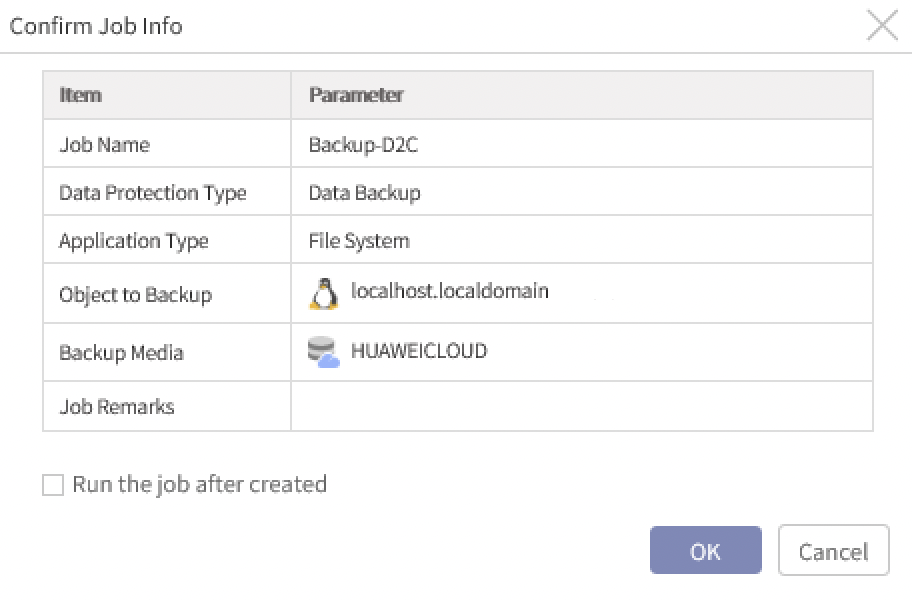 Confirm Job Info
Item Parameter
Job Name Backup-D2C
Data Protection Type Data Backup
Application Type File System
Object to Backup localhost.localdomain
Backup Media HUAWEICLOUD
Job Remarks
Run the job after created
OK Cancel